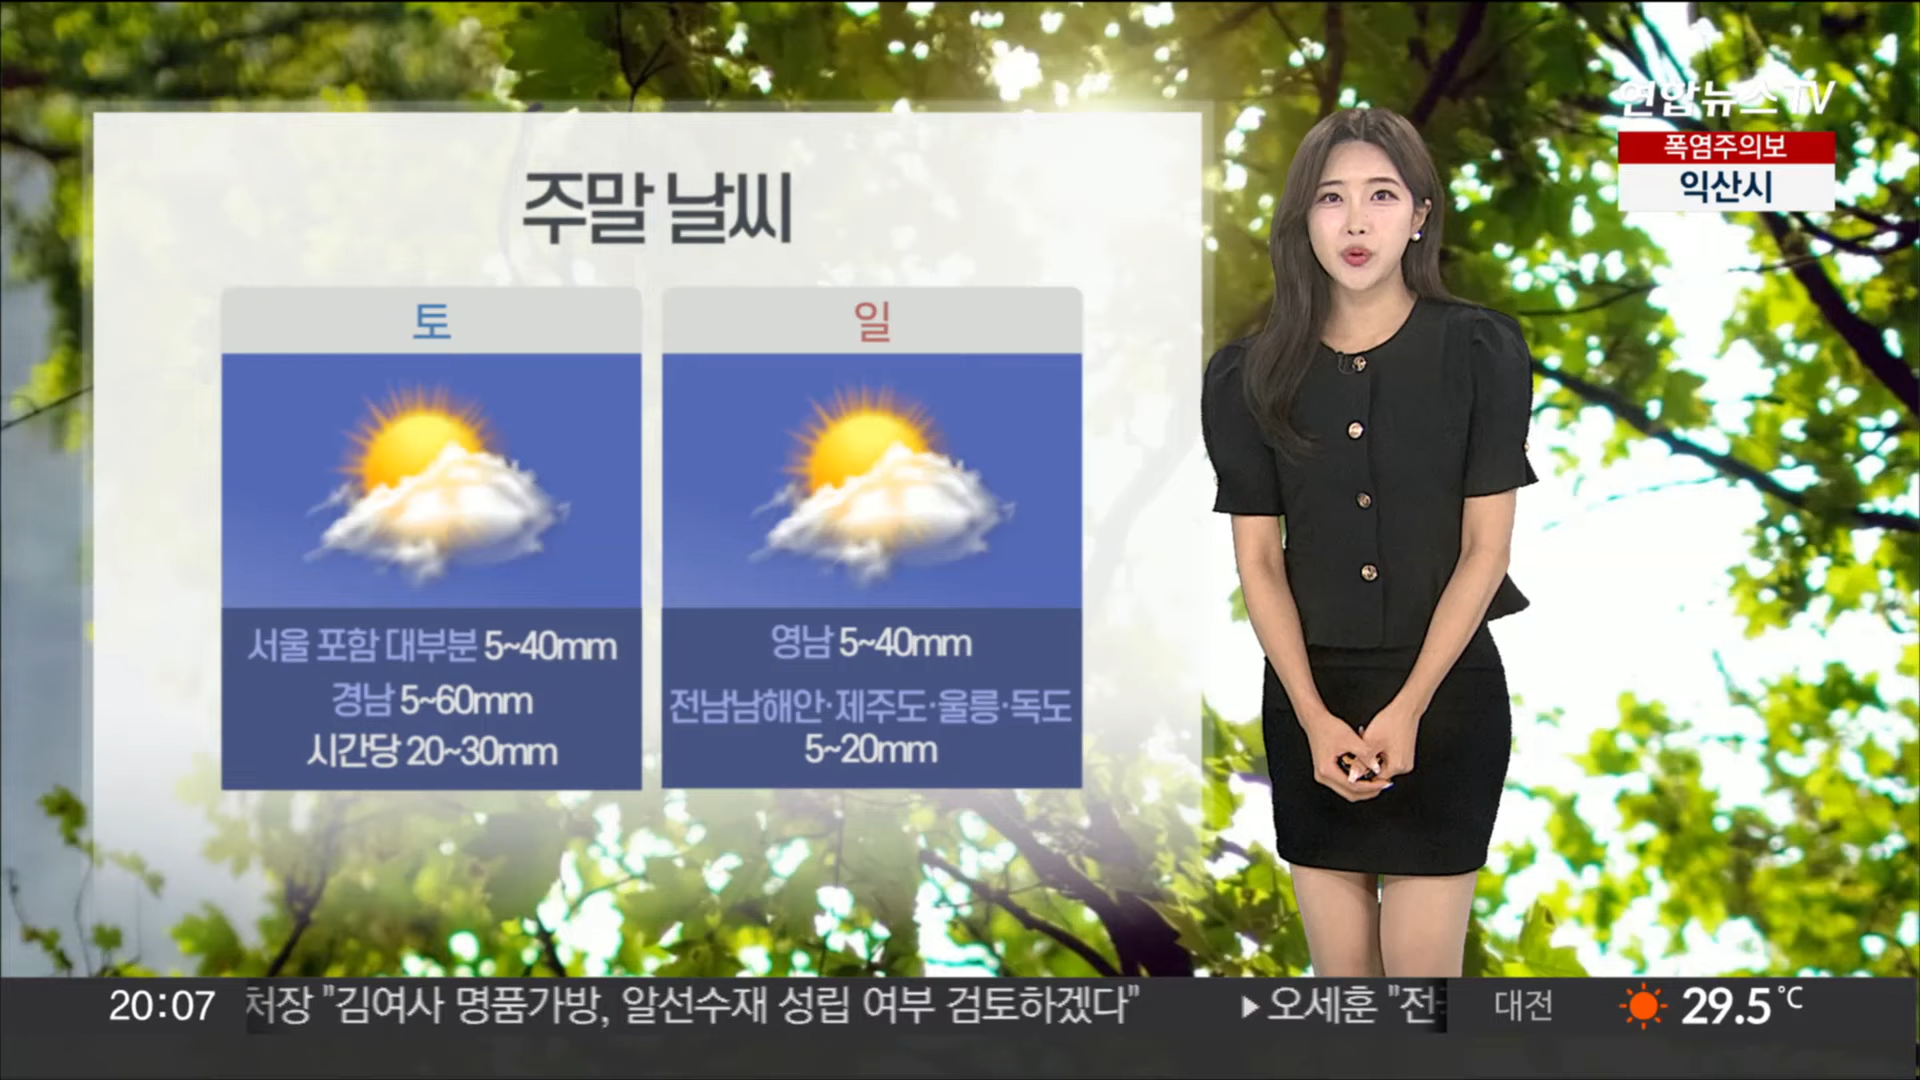 연합뉴스TV
폭염주의보
익산시
주말 날씨
토
서울 포함 대부분 5~40mm
경남 5~60mm
시간당 20~30mm
일
영남 5~40mm
전남남해안·제주도·울릉·독도
5~20mm
20:07 처장 "김여사 명품가방, 알선수재 성립 여부 검토하겠다" ▶오세훈 "전 대전 29.5℃